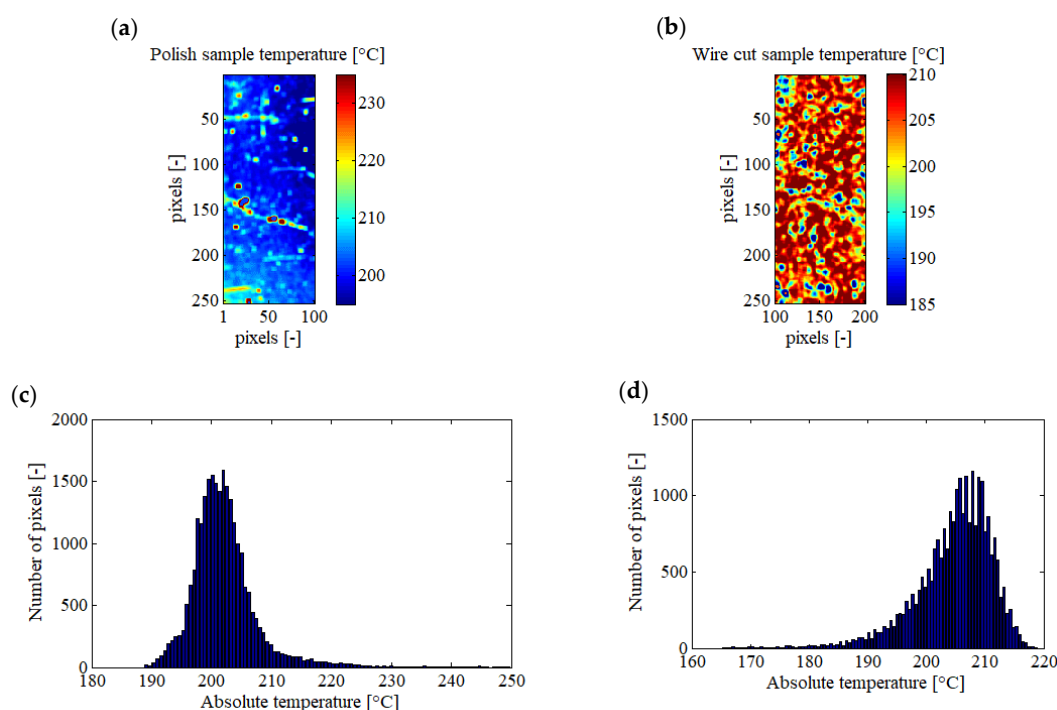 (a)
Polish sample temperature [°C]
50
100
150
200
250
pixels [-]
1 50 100
pixels [-]
230
220
210
200
(b)
Wire cut sample temperature [°C]
50
100
150
200
250
pixels [-]
100 150 200
pixels [-]
210
205
200
195
190
185
(c)
2000
1500
1000
500
0
Number of pixels [-]
180 190 200 210 220 230 240 250
Absolute temperature [°C]
(d)
1500
1000
500
0
Number of pixels [-]
160 170 180 190 200 210 220
Absolute temperature [°C]